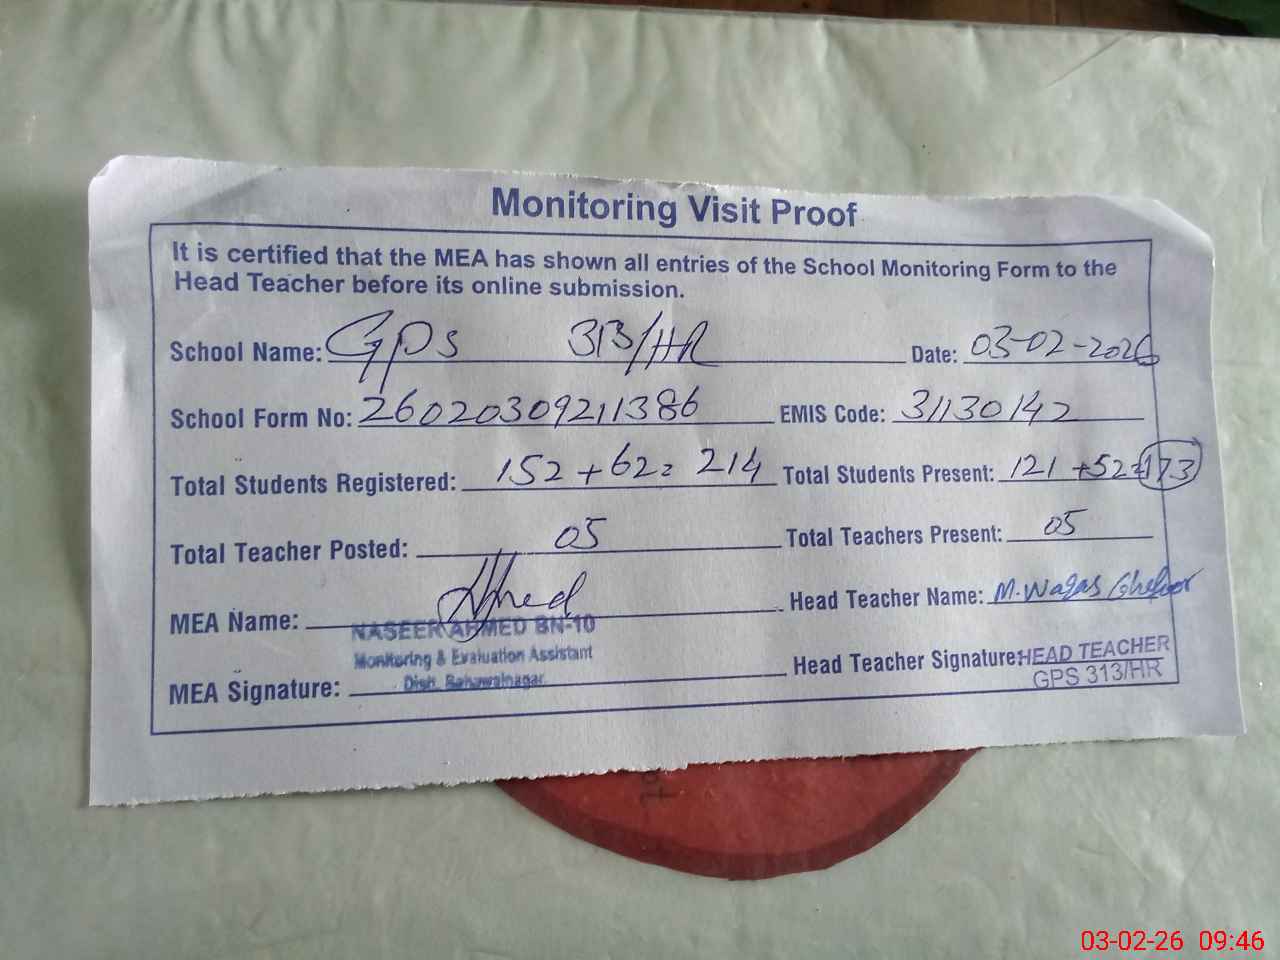 Monitoring Visit Proof
It is certified that the MEA has shown all entries of the School Monitoring Form to the
Head Teacher before its online submission.
School Name: GPS 313/HR Date: 03-02-2026
School Form No: 26020309211386 EMIS Code: 31130142
Total Students Registered: 152+62=214 Total Students Present: 121+52=173
Total Teacher Posted: 05 Total Teachers Present: 05
MEA Name: Head Teacher Name: M. Waqas
NASEER AHMED BN-10
Monitoring & Evaluation Assistant
Distt. Bahawalnagar
MEA Signature: Head Teacher Signature: HEAD TEACHER
GPS 313/HR
03-02-26 09:46